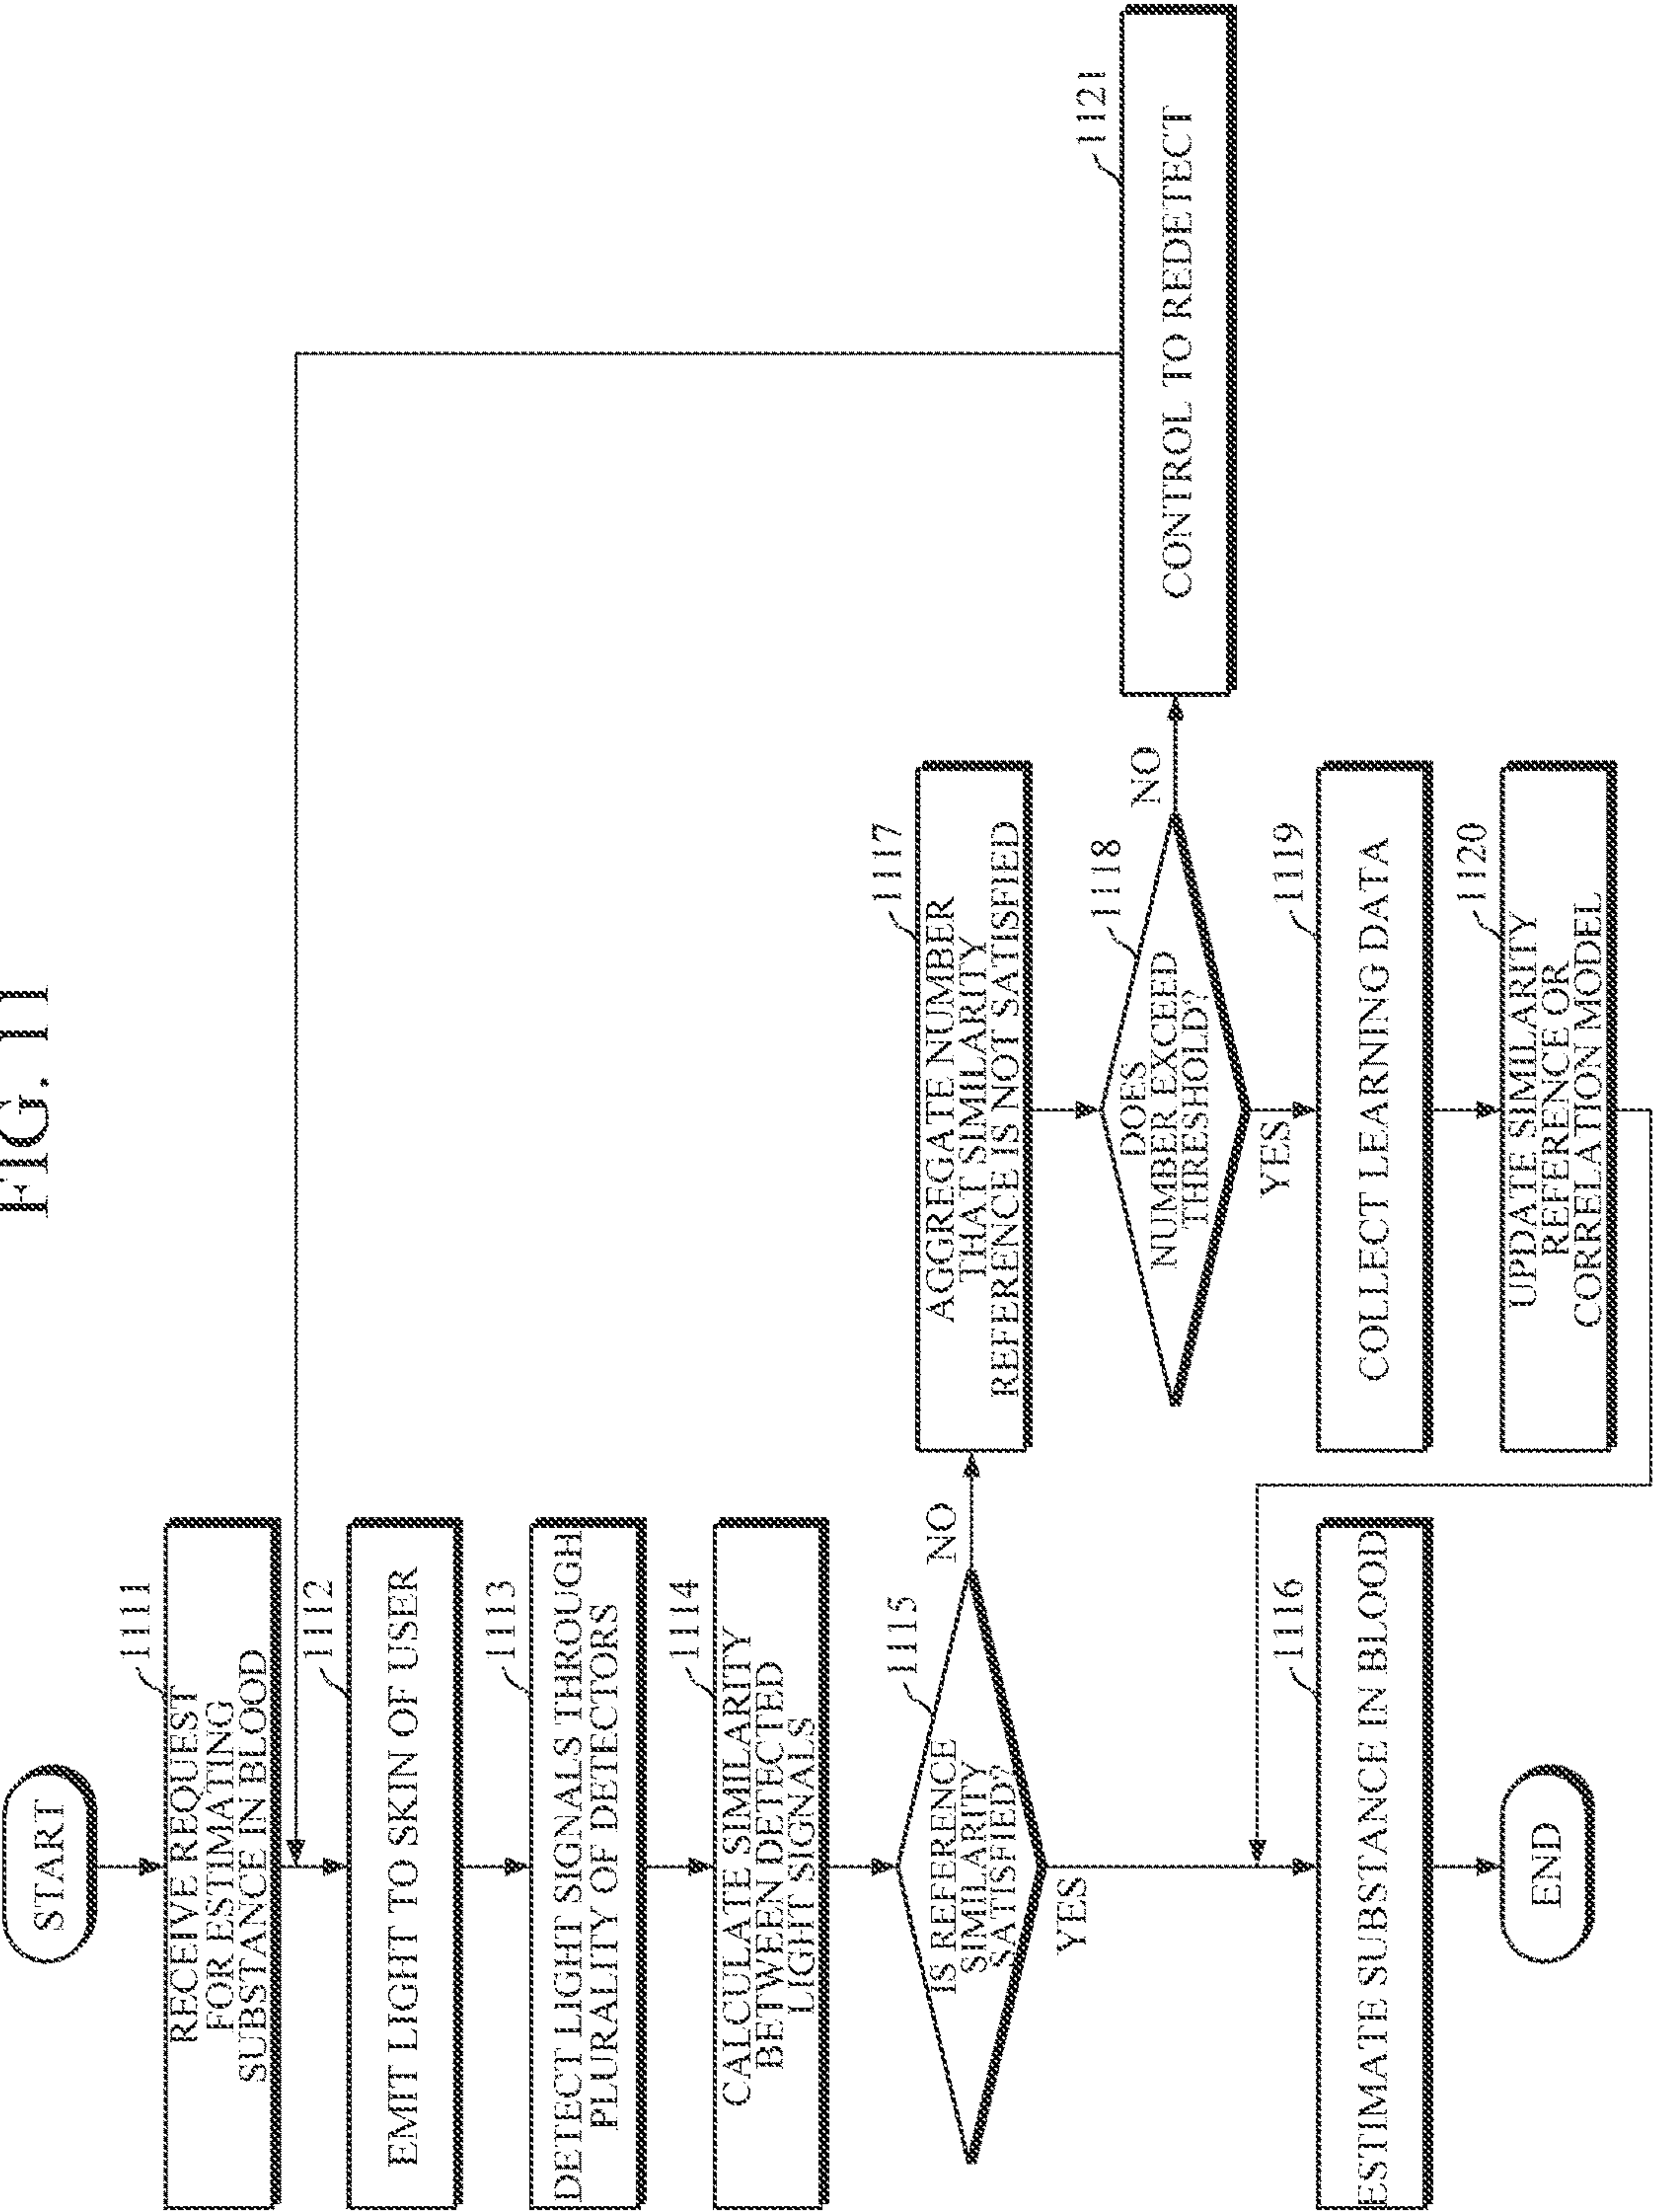 FIG. 11
START
1111
RECEIVE REQUEST
FOR ESTIMATING
SUBSTANCE IN BLOOD
1112
EMIT LIGHT TO SKIN OF USER
1113
DETECT LIGHT SIGNALS THROUGH
PLURALITY OF DETECTORS
1114
CALCULATE SIMILARITY
BETWEEN DETECTED
LIGHT SIGNALS
1115
IS REFERENCE
SIMILARITY
SATISFIED?
NO
YES
1116
ESTIMATE SUBSTANCE IN BLOOD
END
1117
AGGREGATE NUMBER
THAT SIMILARITY
REFERENCE IS NOT SATISFIED
1118
DOES
NUMBER EXCEED
THRESHOLD?
NO
YES
1119
COLLECT LEARNING DATA
1120
UPDATE SIMILARITY
REFERENCE OR
CORRELATION MODEL
1121
CONTROL TO REDETECT